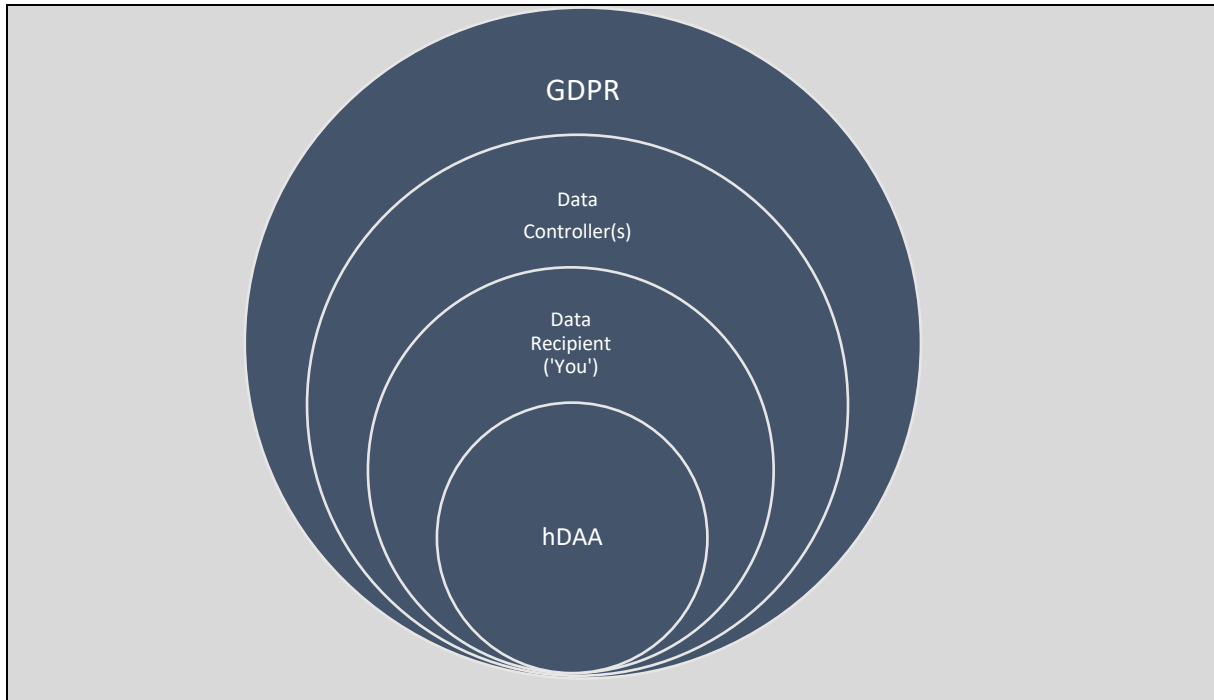 GDPR
Data
Controller(s)
Data
Recipient
('You')
hDAA